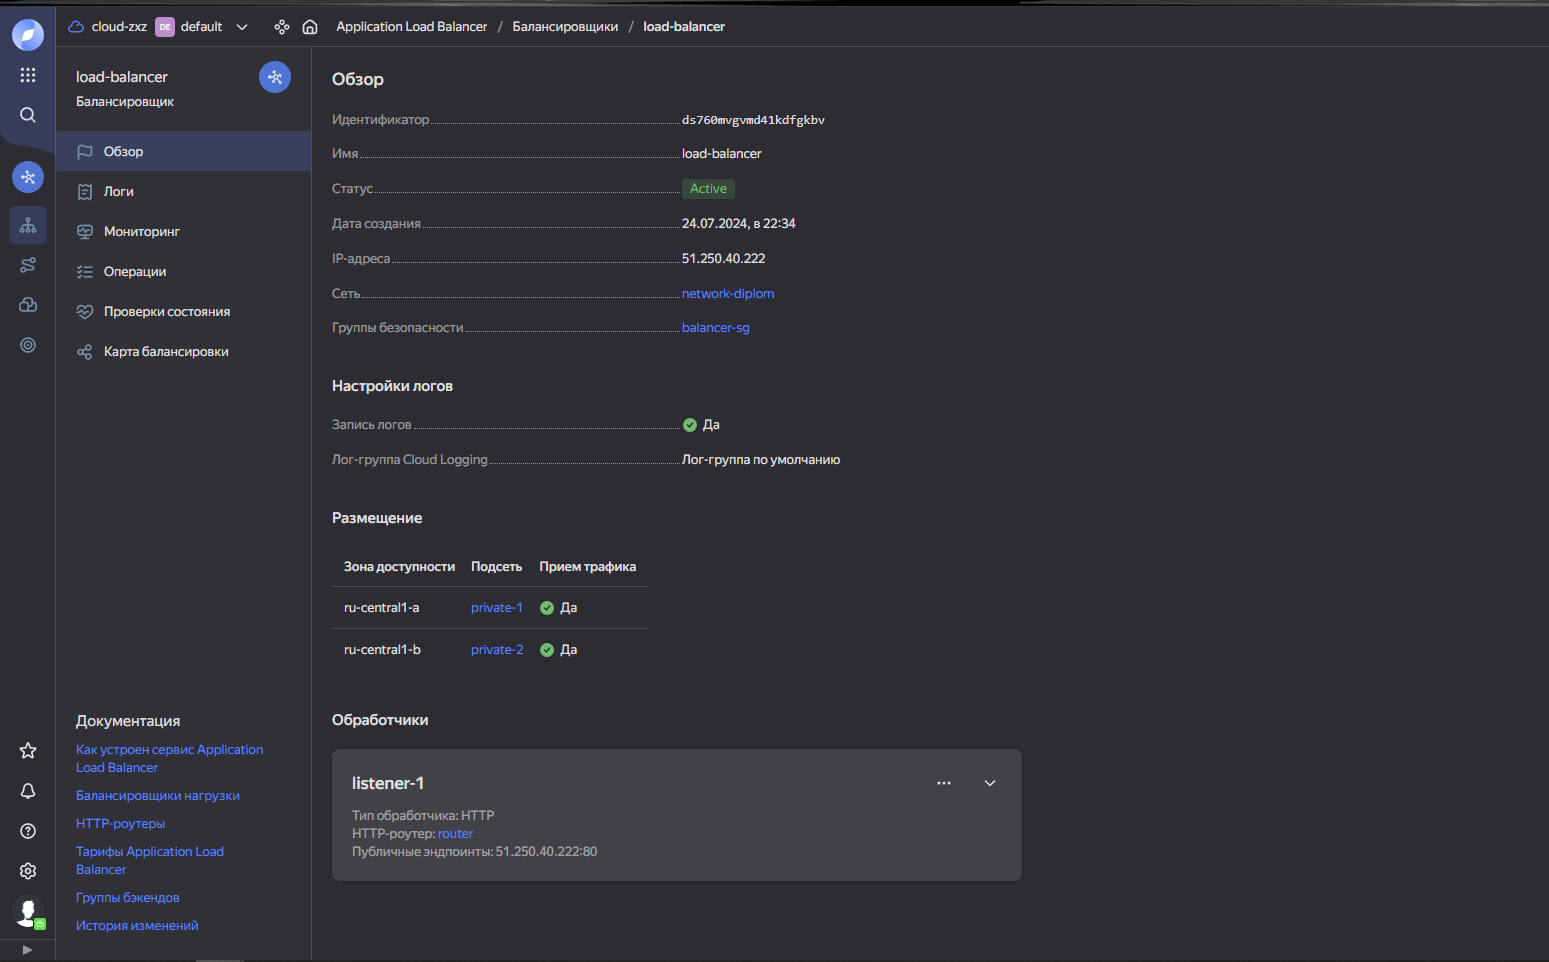 cloud-zxz DE default Application Load Balancer / Балансировщики / load-balancer
load-balancer
Балансировщик
Обзор
Логи
Мониторинг
Операции
Проверки состояния
Карта балансировки
Документация
Как устроен сервис Application
Load Balancer
Балансировщики нагрузки
HTTP-роутеры
Тарифы Application Load
Balancer
Группы бэкендов
История изменений
Обзор
Идентификатор ds760mvgvmd41kdfgkbv
Имя load-balancer
Статус Active
Дата создания 24.07.2024, в 22:34
IP-адреса 51.250.40.222
Сеть network-diplom
Группы безопасности balancer-sg
Настройки логов
Запись логов Да
Лог-группа Cloud Logging Лог-группа по умолчанию
Размещение
Зона доступности Подсеть Прием трафика
ru-central1-a private-1 Да
ru-central1-b private-2 Да
Обработчики
listener-1
Тип обработчика: HTTP
HTTP-роутер: router
Публичные эндпоинты: 51.250.40.222:80